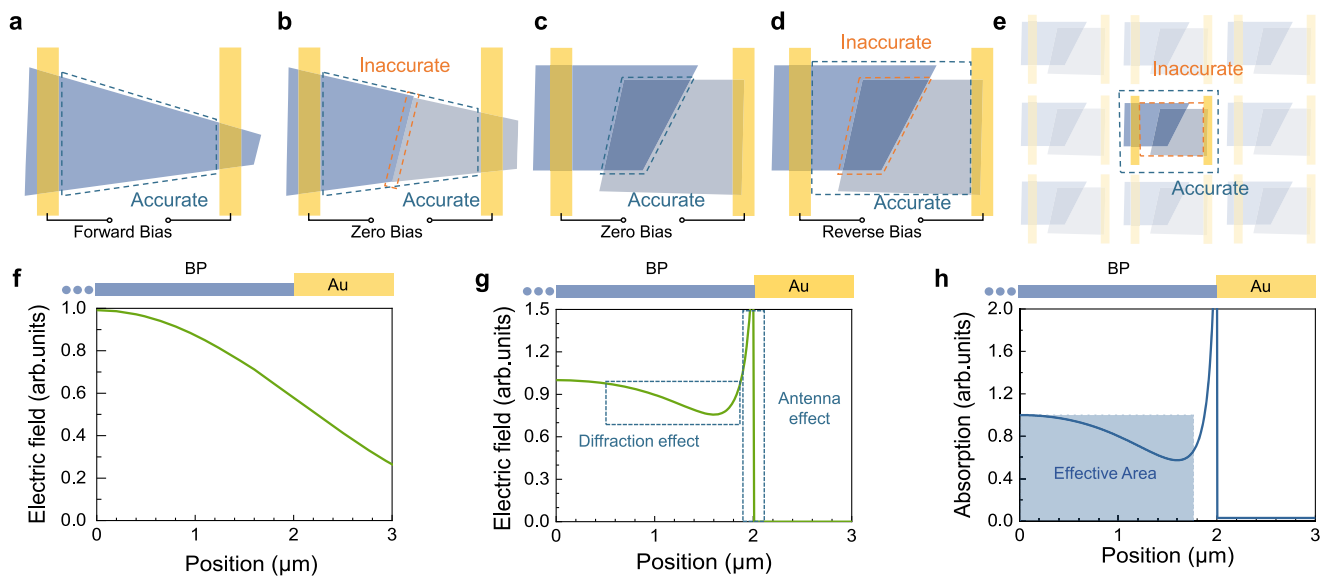 a
b
c
d
e
Inaccurate
Accurate
Forward Bias
Inaccurate
Accurate
Zero Bias
Accurate
Zero Bias
Inaccurate
Accurate
Reverse Bias
Accurate
f
BP
Au
Electric field (arb.units)
1.0
0.8
0.6
0.4
0.2
0.0
0
1
2
3
Position (μm)
g
BP
Au
Electric field (arb.units)
1.5
1.2
0.9
0.6
0.3
0.0
Diffraction effect
Antenna
effect
0
1
2
3
Position (μm)
h
BP
Au
Absorption (arb.units)
2.0
1.6
1.2
0.8
0.4
0.0
Effective Area
0
1
2
3
Position (μm)